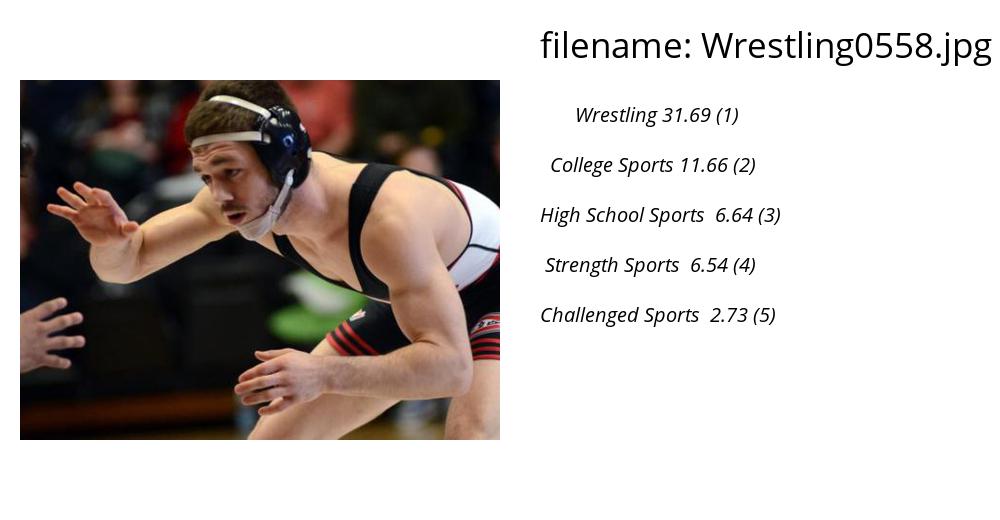 filename: Wrestling0558.jpg
Wrestling 31.69 (1)
College Sports 11.66 (2)
High School Sports 6.64 (3)
Strength Sports 6.54 (4)
Challenged Sports 2.73 (5)